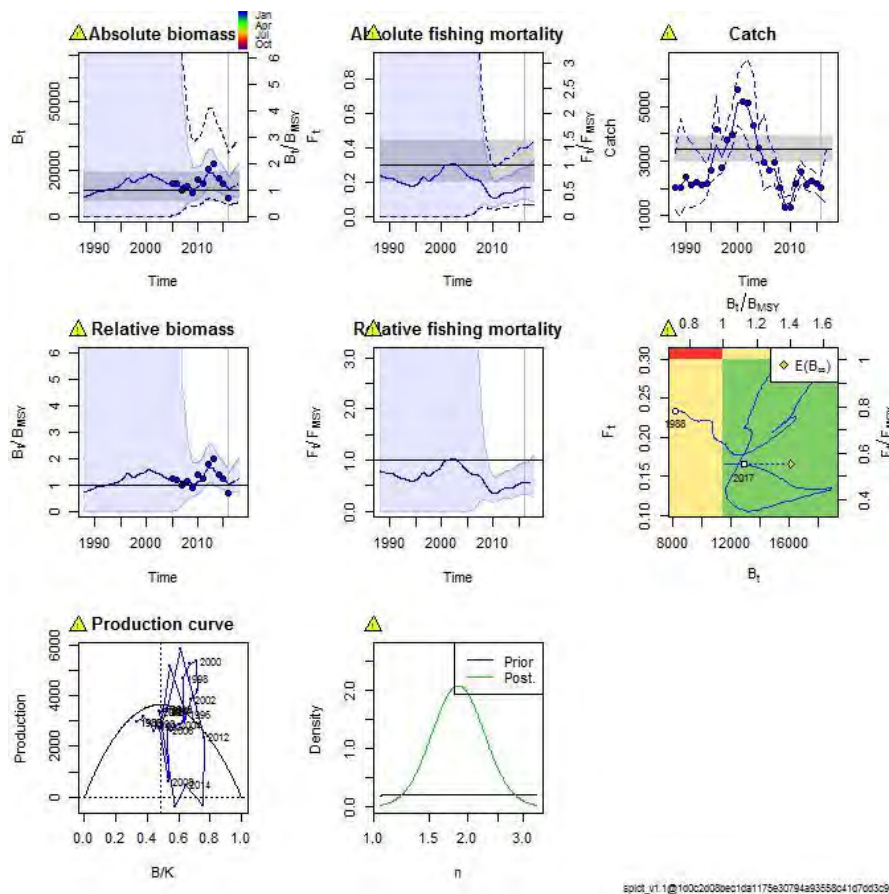 Absolute biomass
Jan
Apr
Jul
Oct
Absolute fishing mortality
Catch
Bt
0 20000 50000
0 1 2 3 4 5 6
Bt/BMSY
1990 2000 2010
Time
Ft
0.0 0.2 0.4 0.6 0.8
0 0.5 1 1.5 2 2.5 3
Ft/FMSY
1990 2000 2010
Time
Catch
1000 3000 5000
1990 2000 2010
Time
Relative biomass
Bt/BMSY
0 1 2 3 4 5 6
1990 2000 2010
Time
Relative fishing mortality
Ft/FMSY
0.0 1.0 2.0 3.0
1990 2000 2010
Time
Bt/BMSY
0.8 1 1.2 1.4 1.6
E(B∞)
1988
2017
Ft
0.10 0.15 0.20 0.25 0.30
0.4 0.6 0.8 1
Ft/FMSY
8000 12000 16000
Bt
Production curve
Production
0 2000 4000 6000
2000
1998
2002
1996
2004
2006
2012
2014
0.0 0.2 0.4 0.6 0.8 1.0
B/K
Prior
Post.
Density
0.0 1.0 2.0
1.0 1.5 2.0 3.0
n